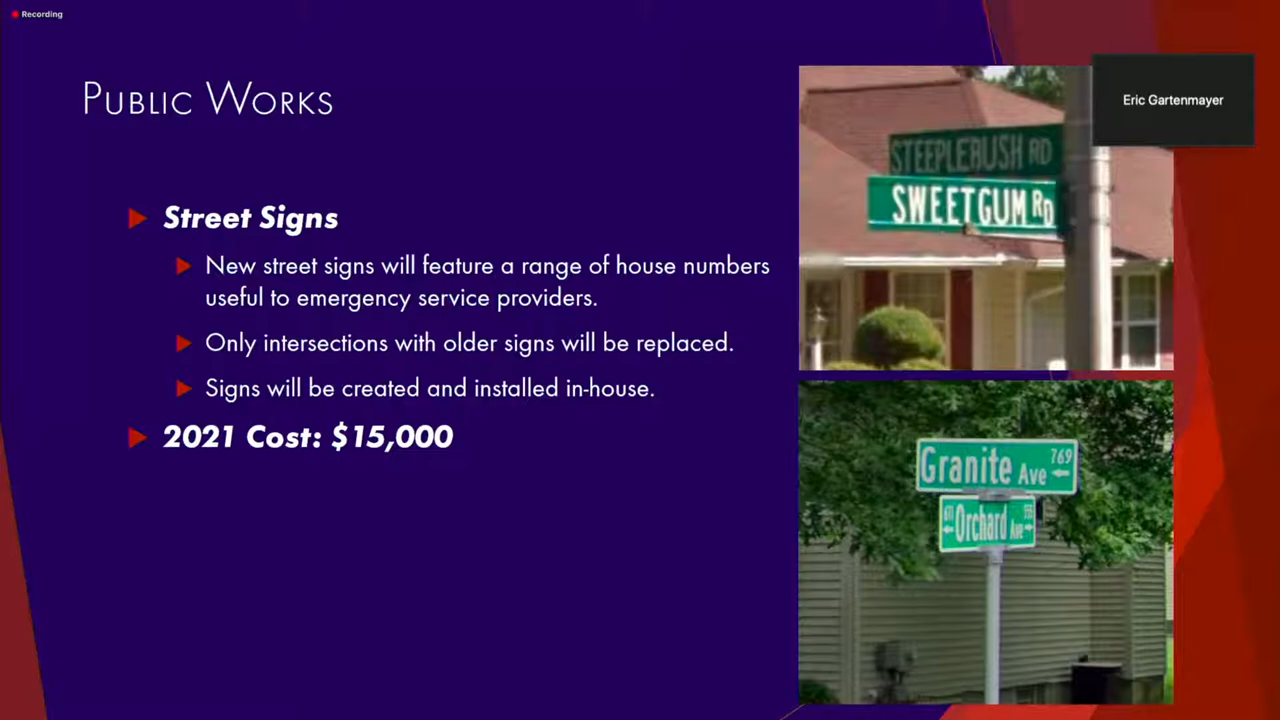 Recording
PUBLIC WORKS
Eric Gartenmayer
STEEPLEBUSH RD
SWEETGUM RD
Street Signs
New street signs will feature a range of house numbers
useful to emergency service providers.
Only intersections with older signs will be replaced.
Signs will be created and installed in-house.
2021 Cost: $15,000
Granite Ave 769
Orchard Ave